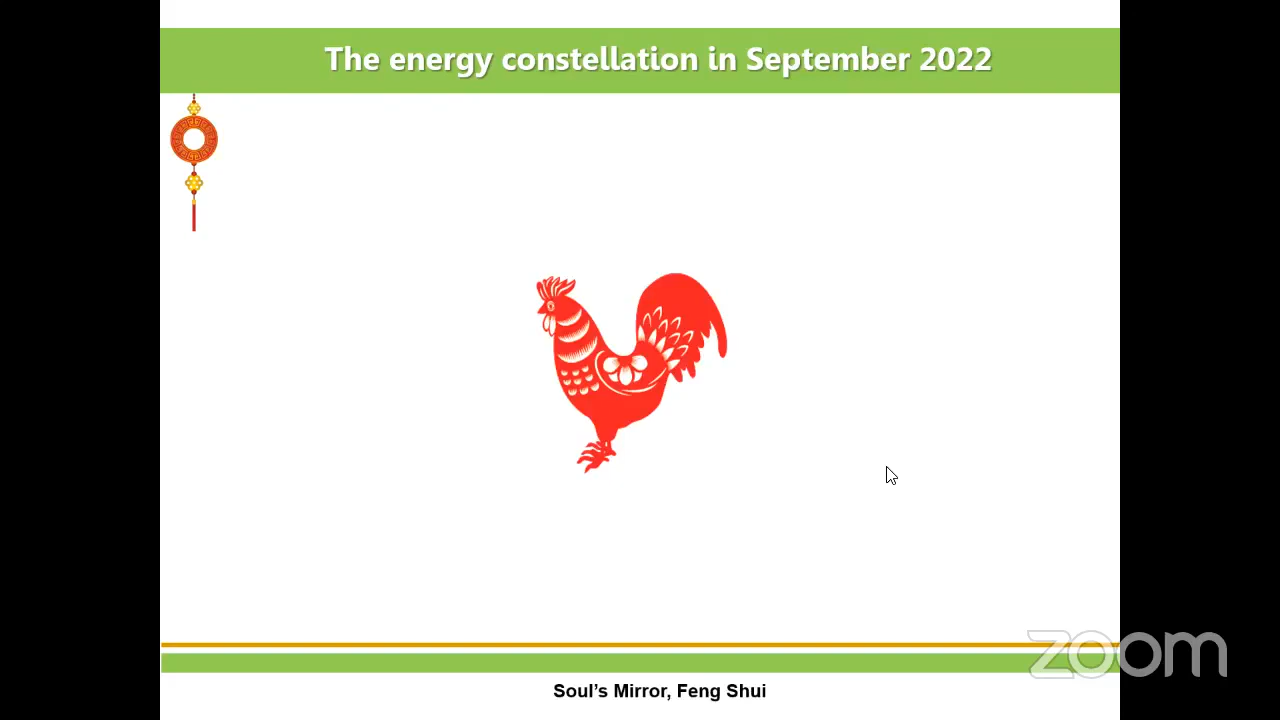 The energy constellation in September 2022
zoom
Soul's Mirror, Feng Shui